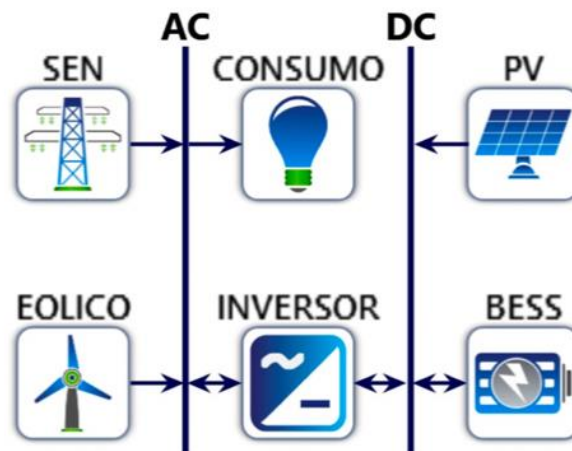 AC DC
SEN CONSUMO PV
EOLICO INVERSOR BESS